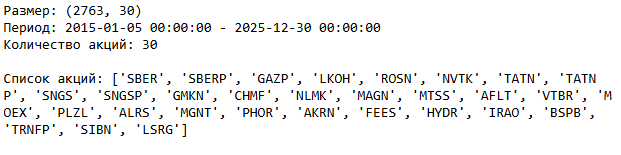 Размер: (2763, 30)
Период: 2015-01-05 00:00:00 - 2025-12-30 00:00:00
Количество акций: 30

Список акций: ['SBER', 'SBERP', 'GAZP', 'LKOH', 'ROSN', 'NVTK', 'TATN', 'TATN
P', 'SNGS', 'SNGSP', 'GMKN', 'CHMF', 'NLMK', 'MAGN', 'MTSS', 'AFLT', 'VTBR', 'M
OEX', 'PLZL', 'ALRS', 'MGNT', 'PHOR', 'AKRN', 'FEES', 'HYDR', 'IRAO', 'BSPB',
'TRNFP', 'SIBN', 'LSRG']